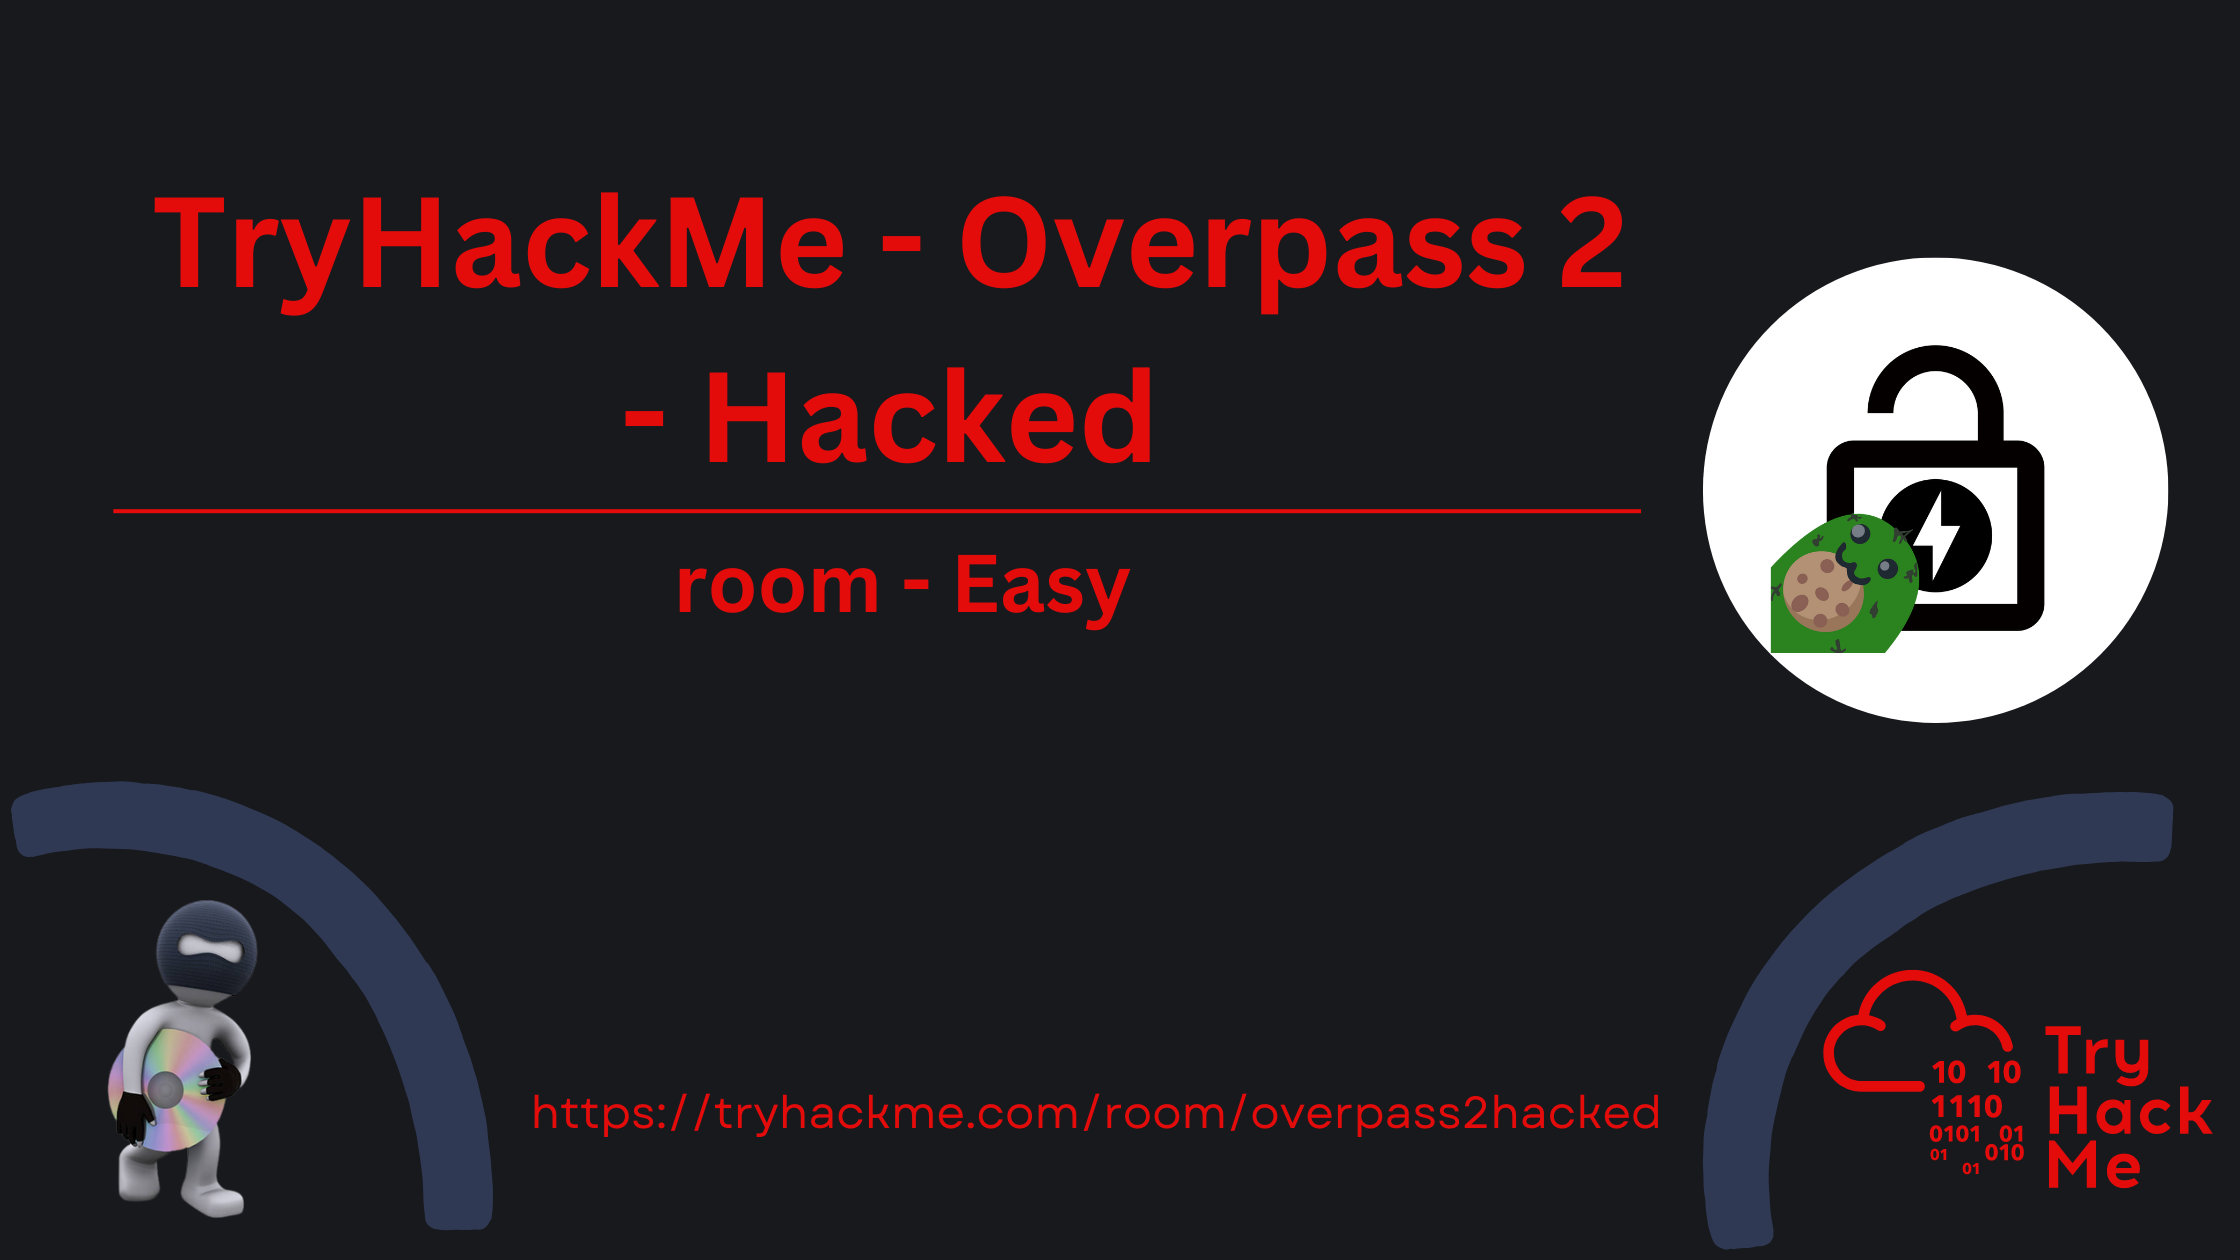 TryHackMe - Overpass 2
- Hacked
room - Easy
https://tryhackme.com/room/overpass2hacked
10 10
1110
0101 01
01 010
01
Try
Hack
Me